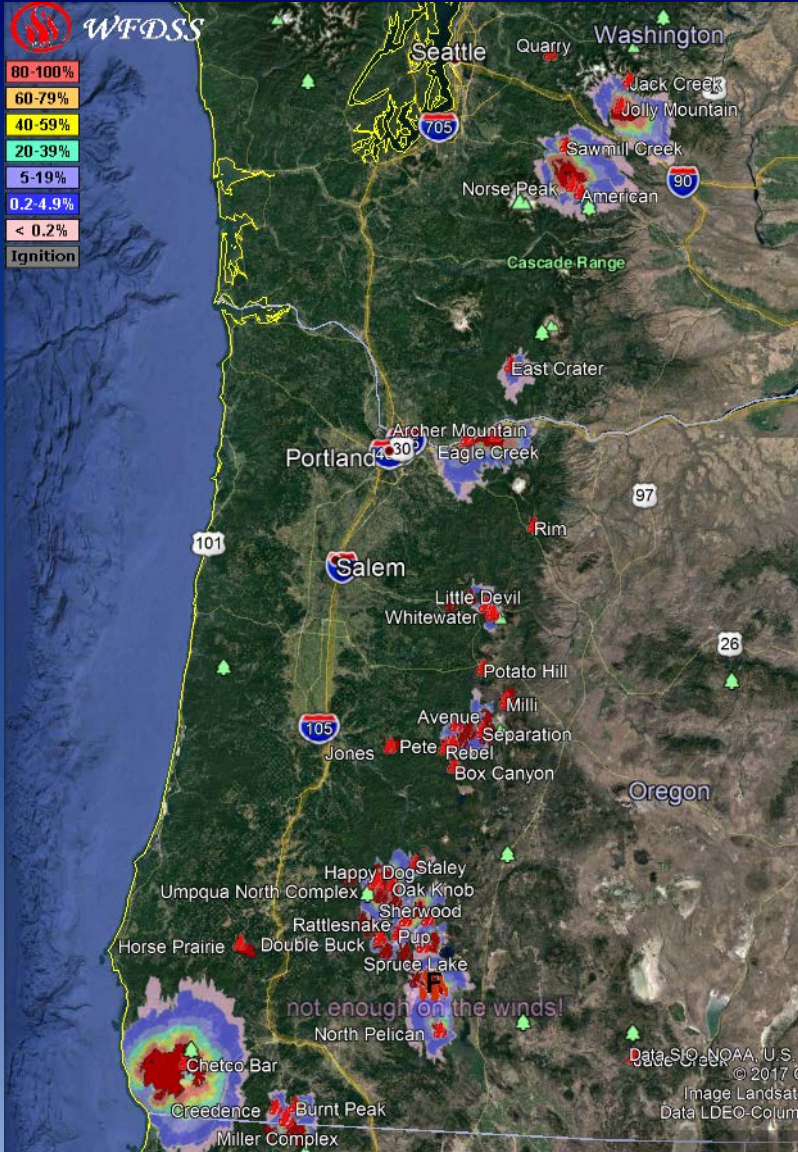 WFDSS
80-100%
60-79%
40-59%
20-39%
5-19%
0.2-4.9%
< 0.2%
Ignition
Seattle
Quarry
Washington
Jack Creek
Jolly Mountain
705
Sawmill Creek
90
Norse Peak
American
Cascade Range
East Crater
Archer Mountain
30
Portland
Eagle Creek
97
Rim
101
Salem
Little Devil
Whitewater
26
Potato Hill
Milli
Avenue
105
Separation
Jones
Pete
Rebel
Box Canyon
Oregon
Happy Dog
Staley
Umpqua North Complex
Oak Knob
Sherwood
Rattlesnake
Horse Prairie
Double Buck
Pup
Spruce Lake
F
not enough on the winds!
North Pelican
Chetco Bar
Jade Creek
Data SIO, NOAA, U.S.
© 2017
Image Landsat
Data LDEO-Colum
Creedence
Burnt Peak
Miller Complex